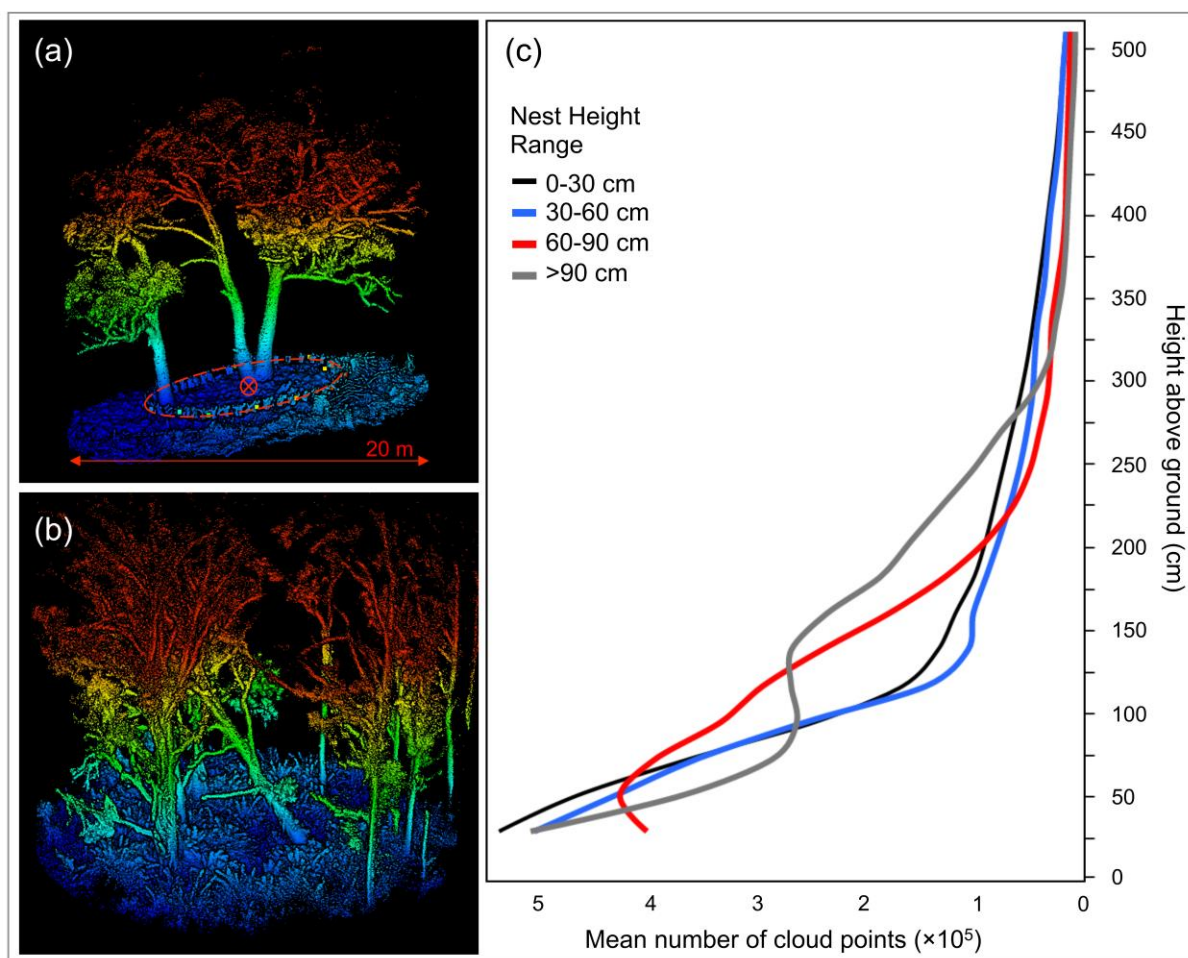 (a)
20 m
(b)
(c)
Nest Height
Range
0-30 cm
30-60 cm
60-90 cm
>90 cm
500
450
400
350
300
250
200
150
100
50
0
Height above ground (cm)
5 4 3 2 1 0
Mean number of cloud points (×10⁵)